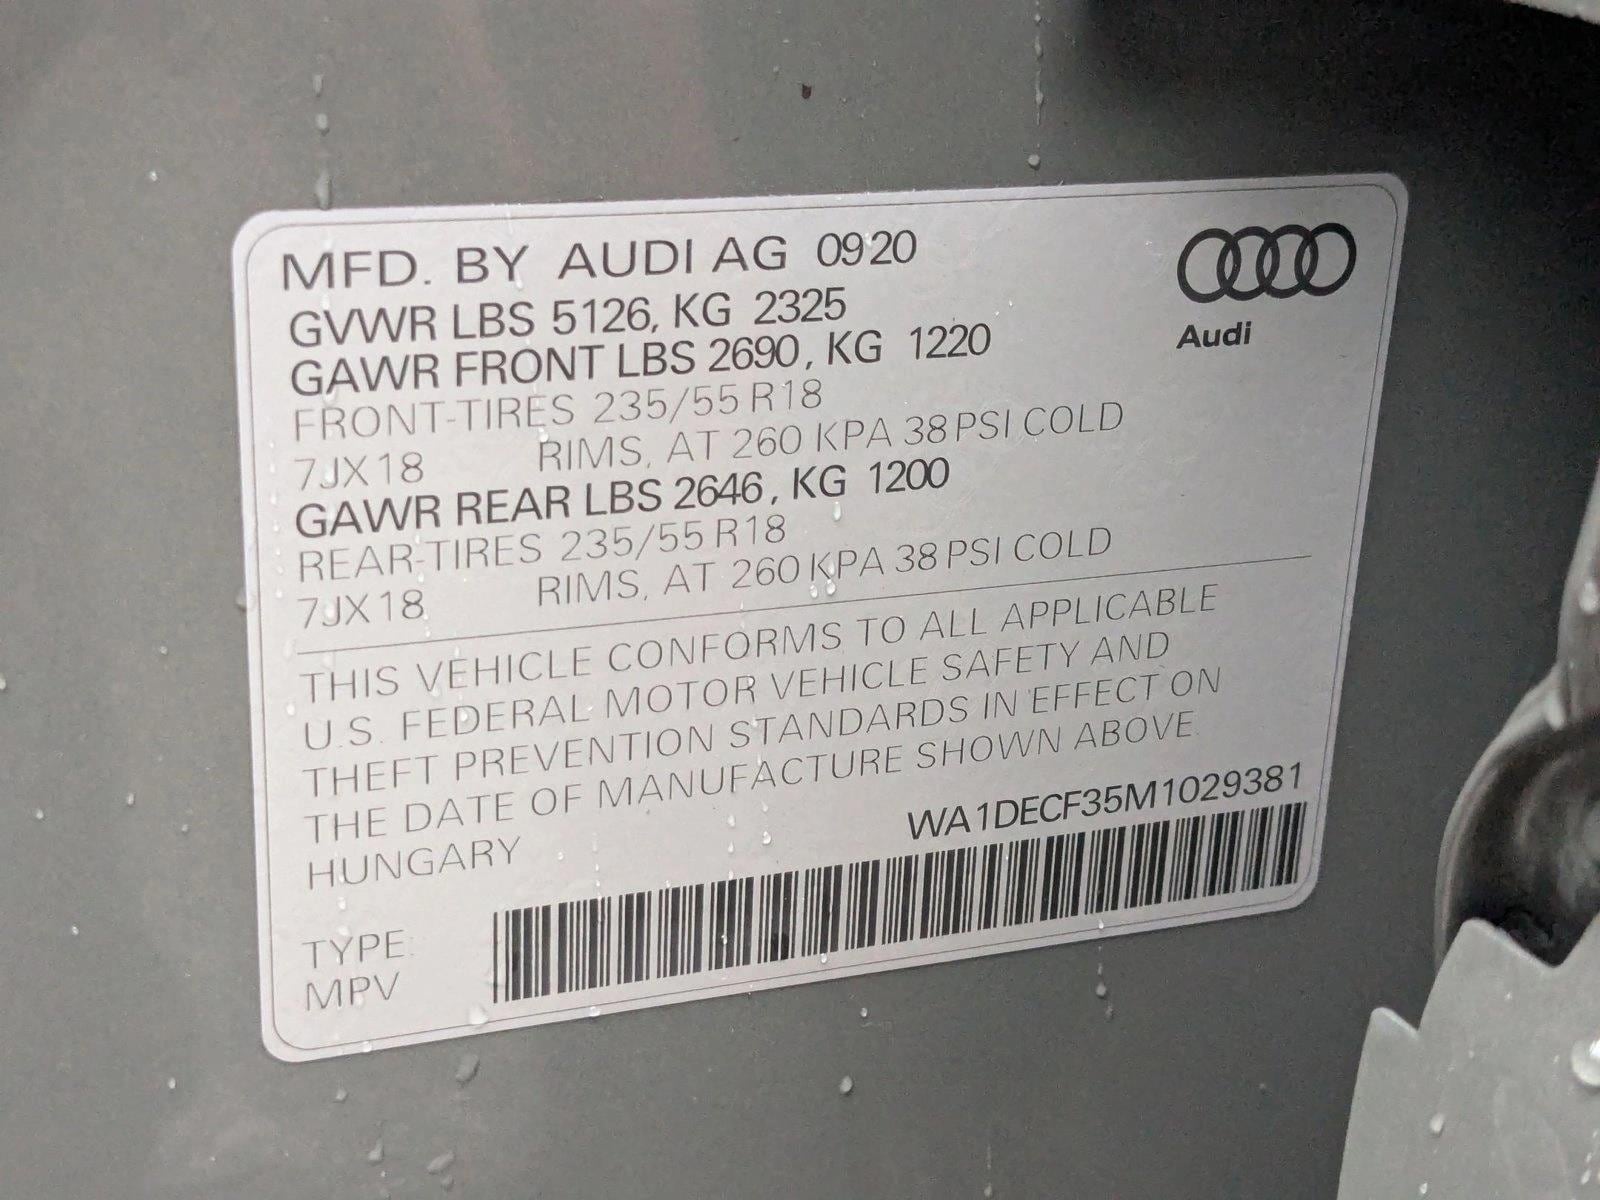 MFD. BY AUDI AG 09 20
GVWR LBS 5126, KG 2325
GAWR FRONT LBS 2690, KG 1220
FRONT-TIRES 235/55 R18
7JX18 RIMS, AT 260 KPA 38 PSI COLD
GAWR REAR LBS 2646, KG 1200
REAR-TIRES 235/55 R18
7JX18 RIMS, AT 260 KPA 38 PSI COLD
Audi
THIS VEHICLE CONFORMS TO ALL APPLICABLE
U.S. FEDERAL MOTOR VEHICLE SAFETY AND
THEFT PREVENTION STANDARDS IN EFFECT ON
THE DATE OF MANUFACTURE SHOWN ABOVE.
HUNGARY
WA1DECF35M1029381
TYPE:
MPV